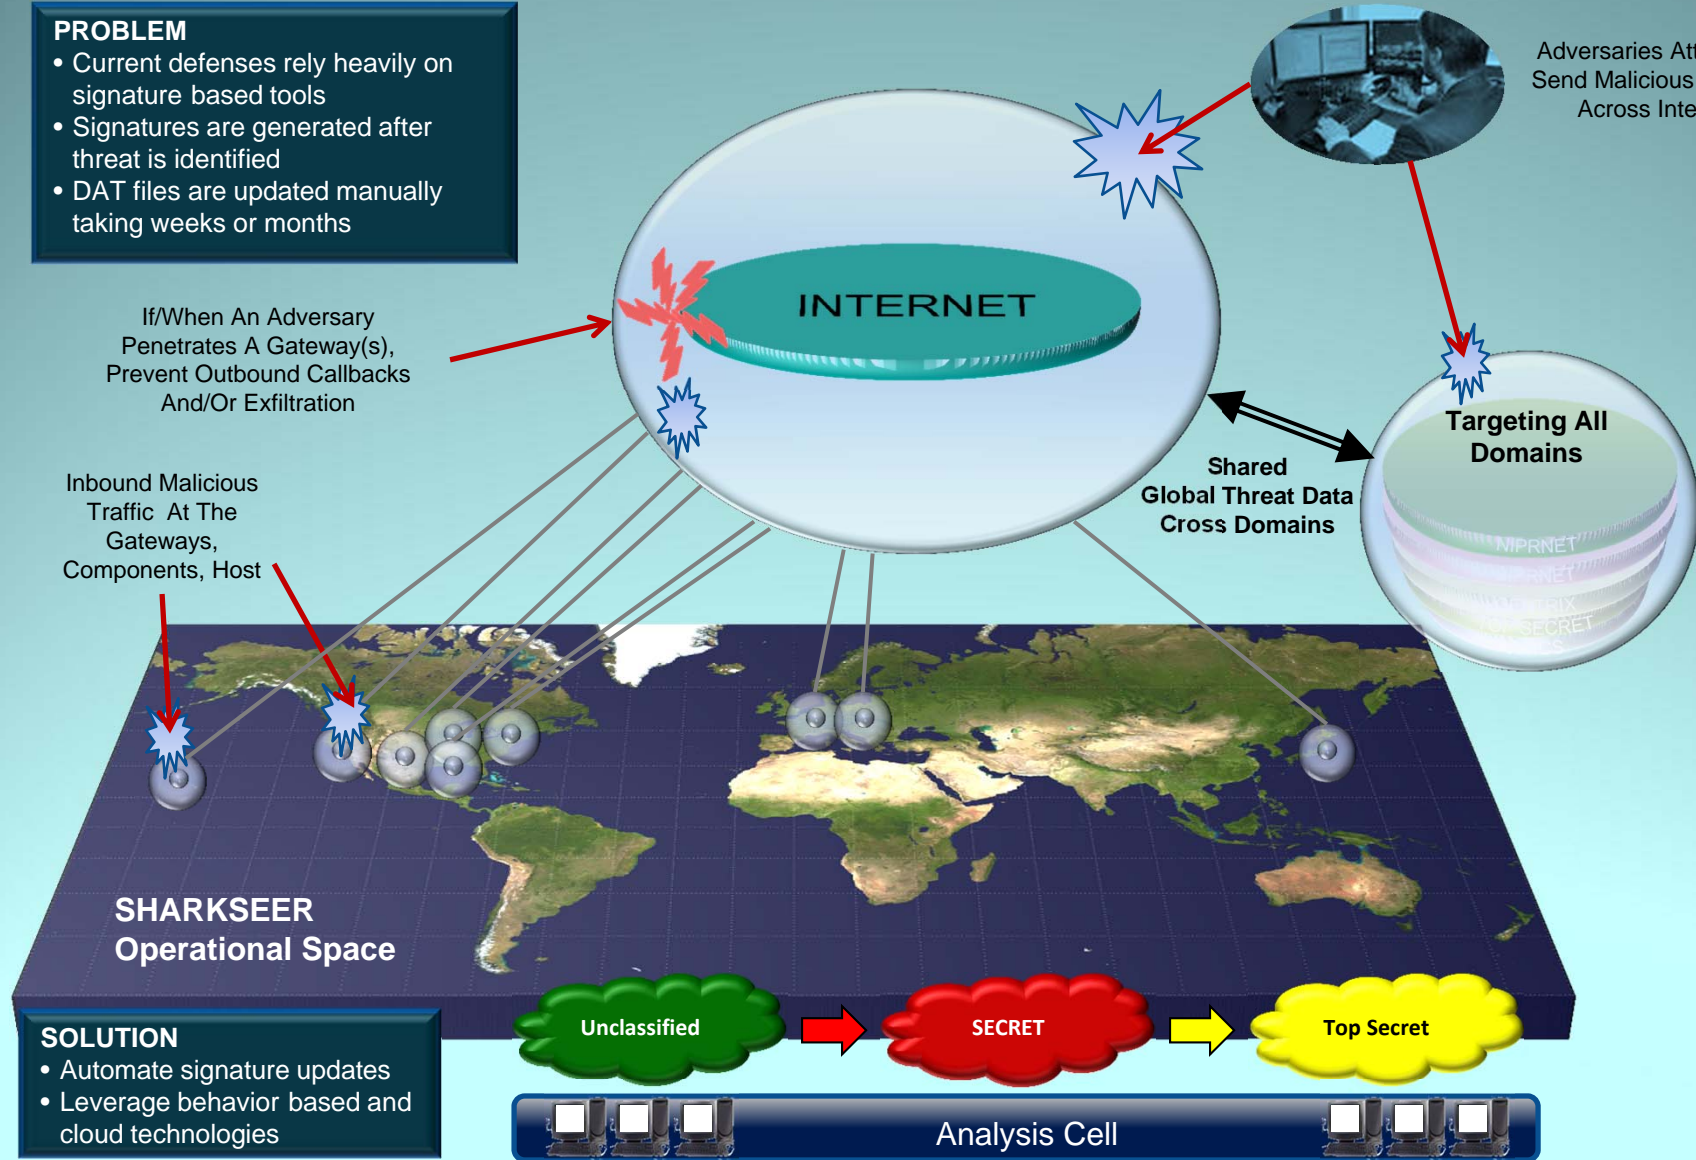 PROBLEM
• Current defenses rely heavily on
signature based tools
• Signatures are generated after
threat is identified
• DAT files are updated manually
taking weeks or months
Adversaries
Send Malicious
Across
INTERNET
If/When An Adversary
Penetrates A Gateway(s),
Prevent Outbound Callbacks
And/Or Exfiltration
Targeting All
Domains
Shared
Global Threat Data
Cross Domains
Inbound Malicious
Traffic At The
Gateways,
Components, Host
NIPRNET
SECRET
SHARKSEER
Operational Space
Unclassified
SECRET
Top Secret
SOLUTION
• Automate signature updates
• Leverage behavior based and
cloud technologies
Analysis Cell